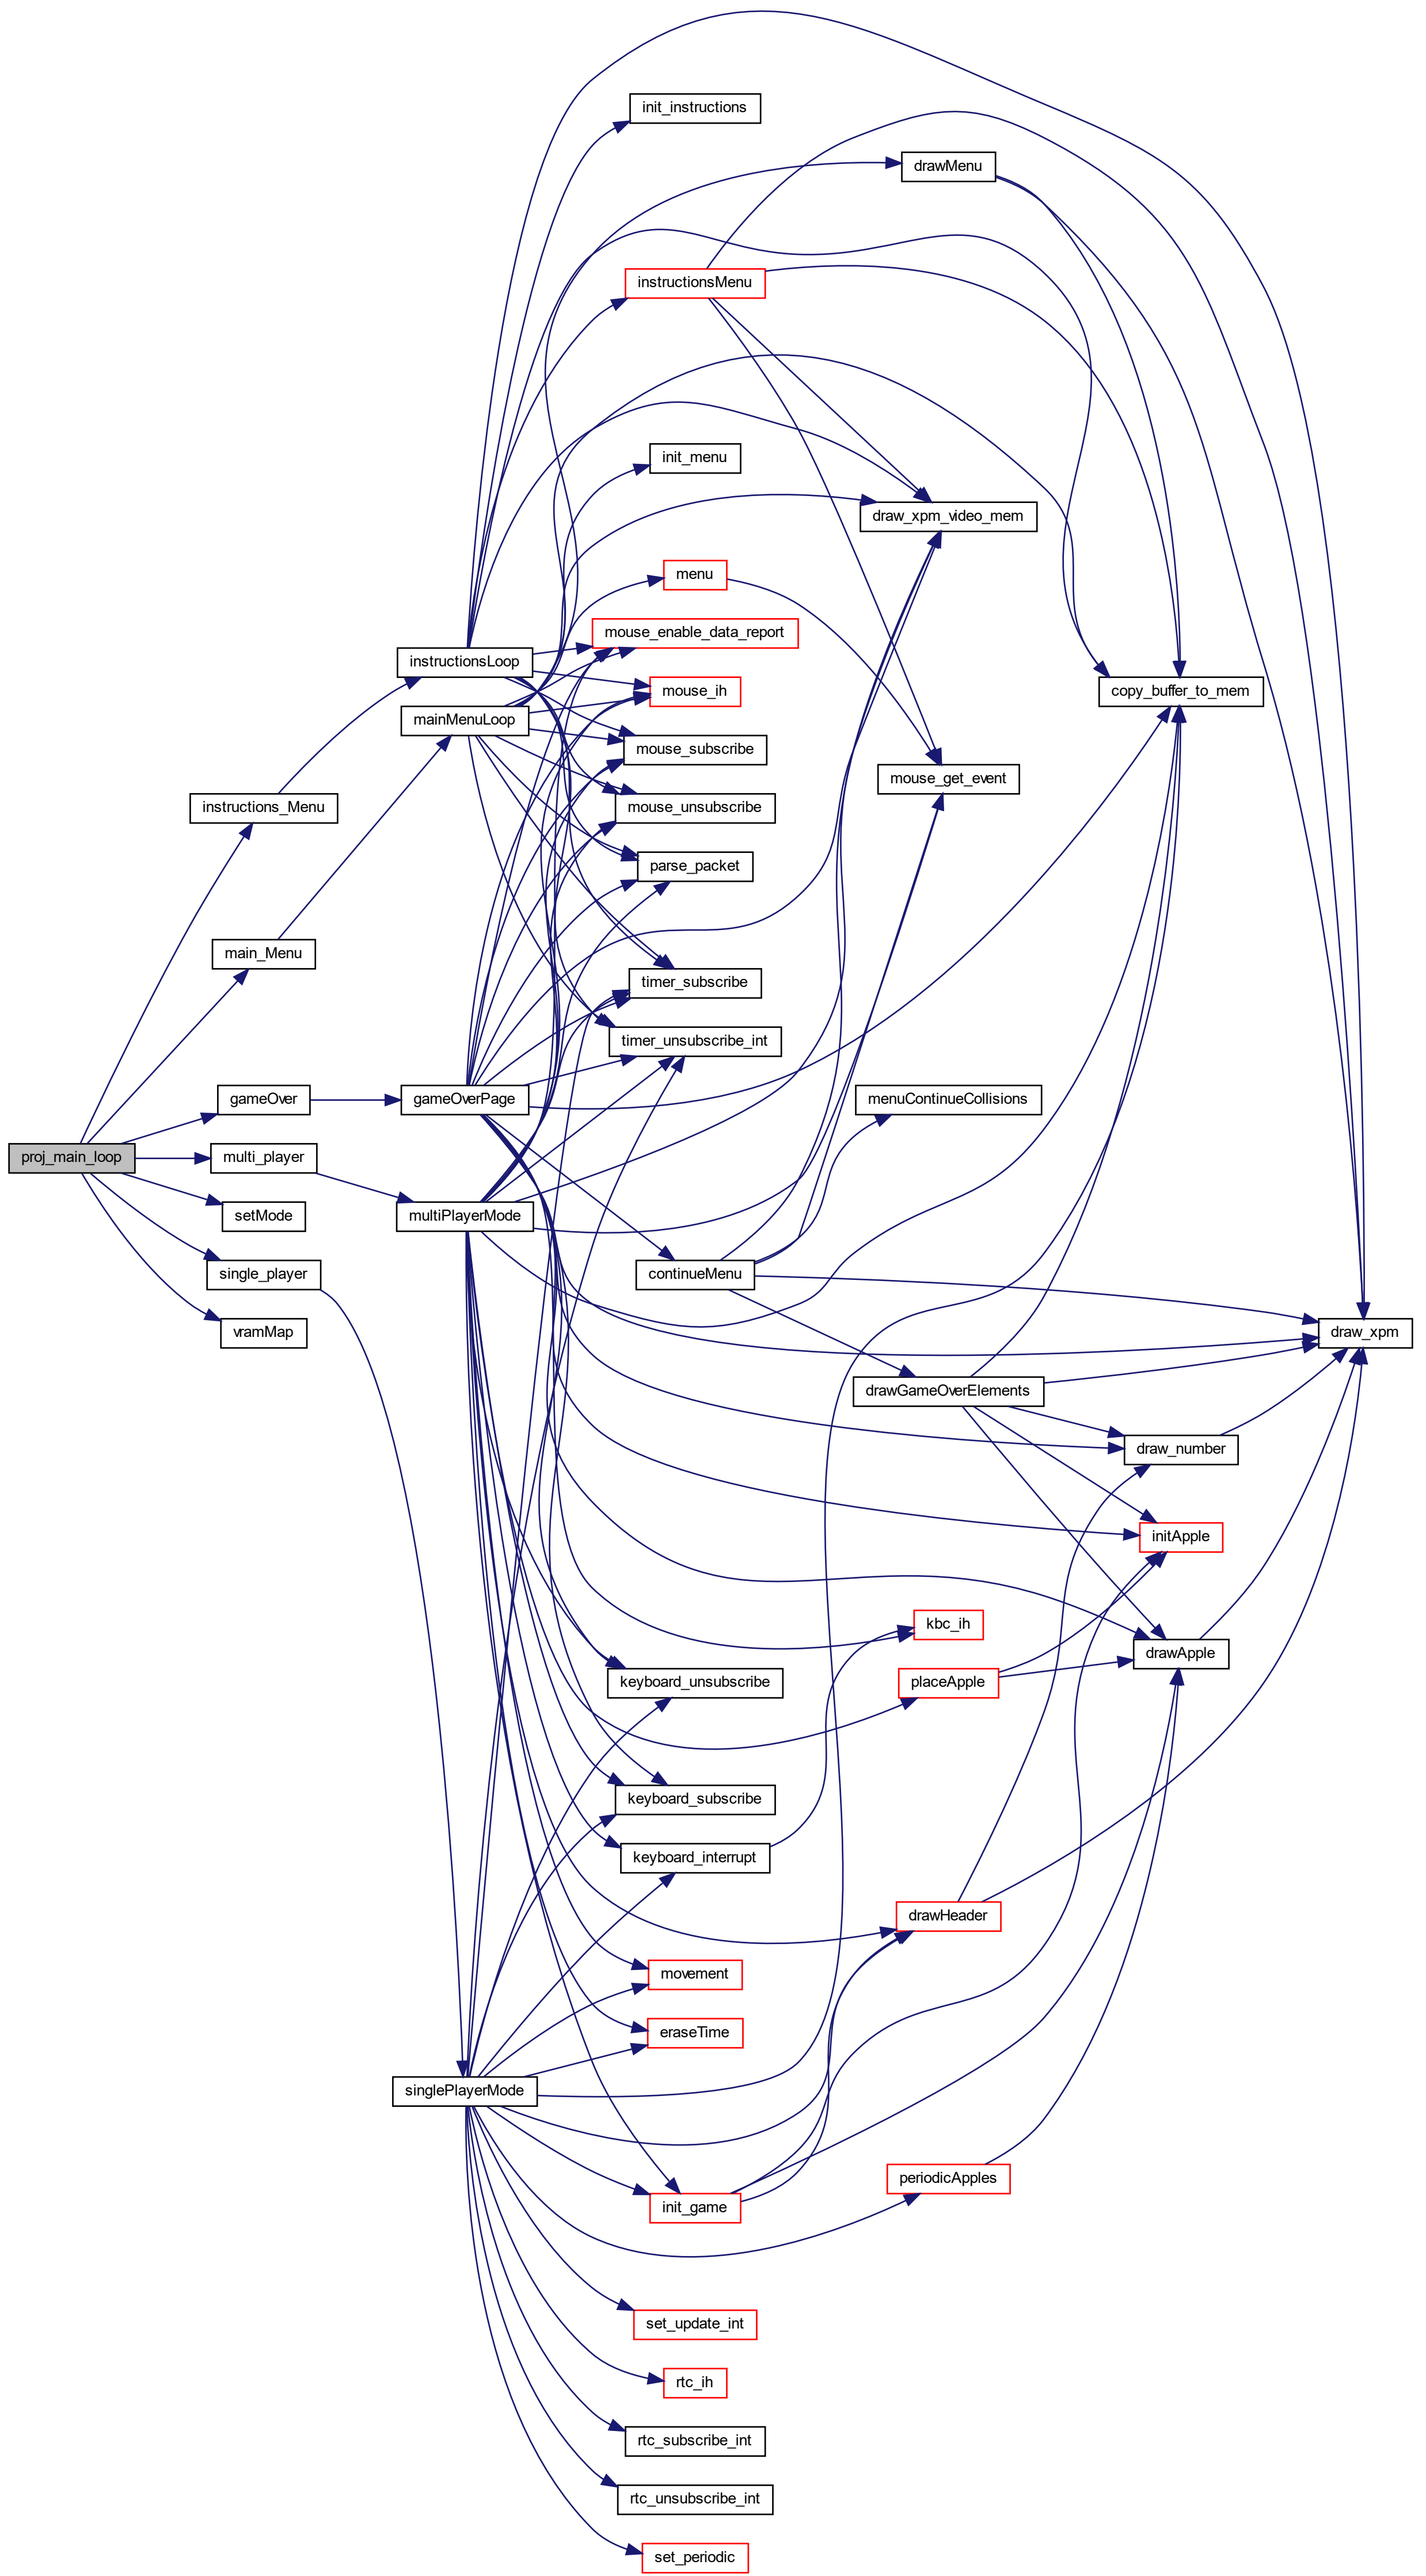 init_instructions
drawMenu
instructionsMenu
init_menu
draw_xpm_video_mem
menu
mouse_enable_data_report
instructionsLoop
mouse_ih
copy_buffer_to_mem
mainMenuLoop
mouse_subscribe
mouse_get_event
instructions_Menu
mouse_unsubscribe
parse_packet
main_Menu
timer_subscribe
timer_unsubscribe_int
gameOver
gameOverPage
menuContinueCollisions
proj_main_loop
multi_player
setMode
multiPlayerMode
single_player
continueMenu
vramMap
draw_xpm
drawGameOverElements
draw_number
initApple
kbc_ih
drawApple
keyboard_unsubscribe
placeApple
keyboard_subscribe
keyboard_interrupt
drawHeader
movement
eraseTime
singlePlayerMode
periodicApples
init_game
set_update_int
rtc_ih
rtc_subscribe_int
rtc_unsubscribe_int
set_periodic